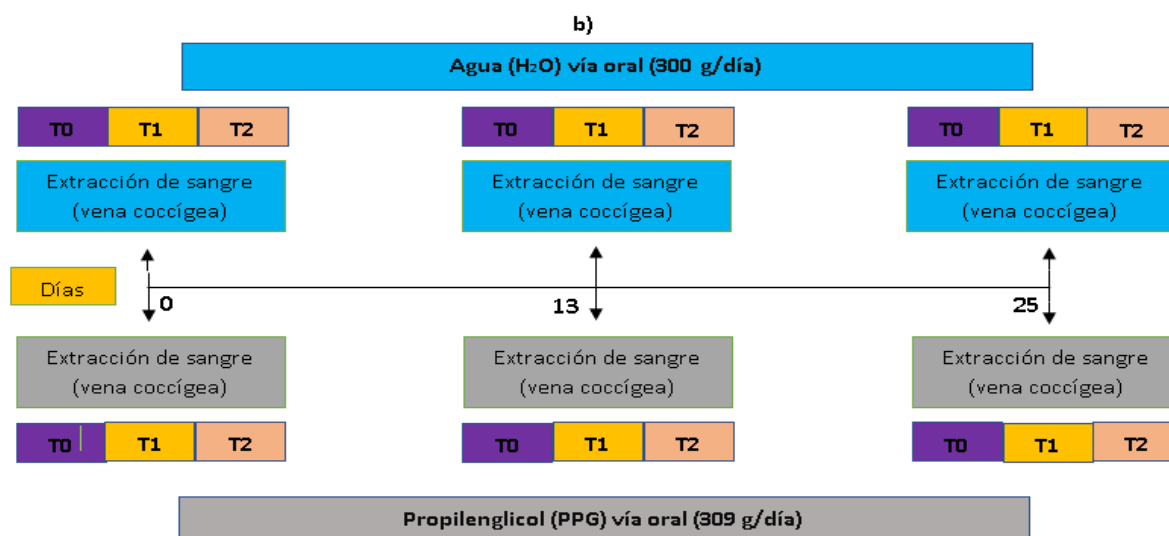 b)
Agua (H₂O) vía oral (300 g/día)
T0 T1 T2 T0 T1 T2 T0 T1 T2
Extracción de sangre Extracción de sangre Extracción de sangre
(vena coccígea) (vena coccígea) (vena coccígea)
Días
0 13 25
Extracción de sangre Extracción de sangre Extracción de sangre
(vena coccígea) (vena coccígea) (vena coccígea)
T0 T1 T2 T0 T1 T2 T0 T1 T2
Propilenglicol (PPG) vía oral (309 g/día)